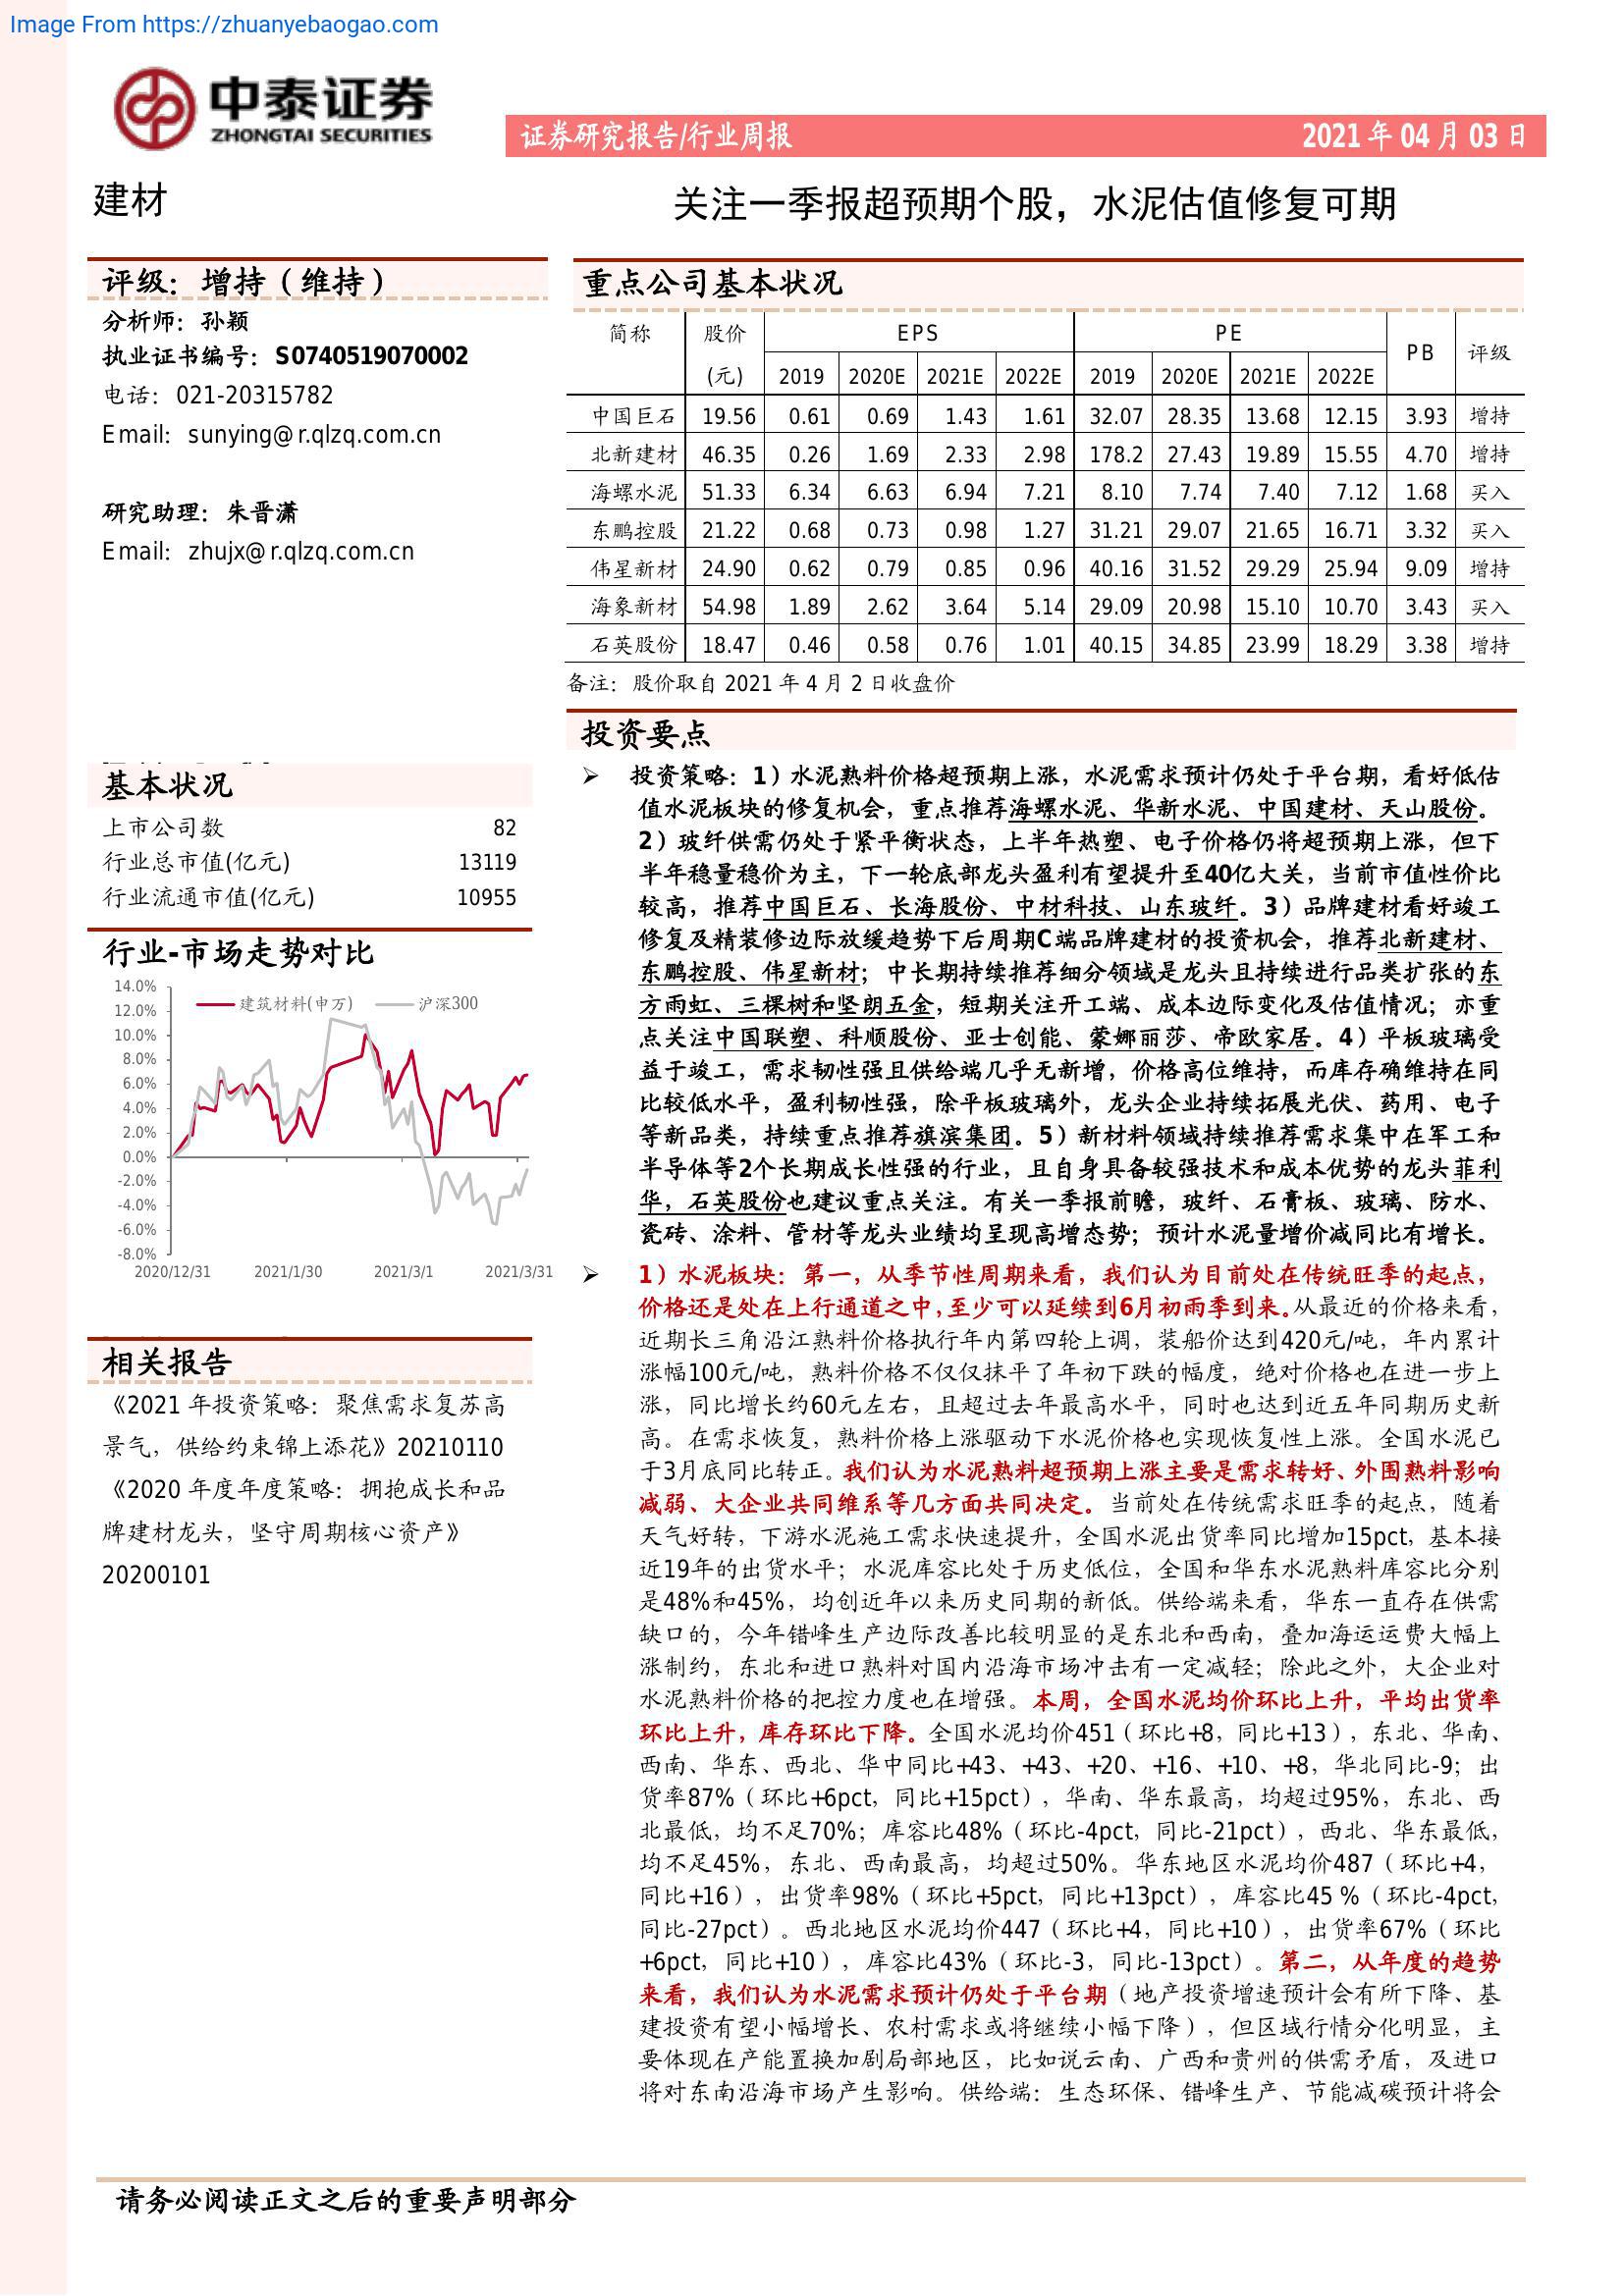 Image From https://zhuanyebaogao.com
中泰证券
ZHONGTAI SECURITIES
证券研究报告/行业周报 2021 年 04 月 03 日
建材
关注一季报超预期个股，水泥估值修复可期
评级：增持（维持）
分析师：孙颖
执业证书编号：S0740519070002
电话：021-20315782
Email：sunying@r.qlzq.com.cn
研究助理：朱晋潇
Email：zhujx@r.qlzq.com.cn
基本状况
上市公司数 82
行业总市值(亿元) 13119
行业流通市值(亿元) 10955
行业-市场走势对比
建筑材料(申万) 沪深300
14.0%
12.0%
10.0%
8.0%
6.0%
4.0%
2.0%
0.0%
-2.0%
-4.0%
-6.0%
-8.0%
2020/12/31 2021/1/30 2021/3/1 2021/3/31
相关报告
《2021 年投资策略：聚焦需求复苏高
景气，供给约束锦上添花》20210110
《2020 年度年度策略：拥抱成长和品
牌建材龙头，坚守周期核心资产》
20200101
重点公司基本状况
简称 股价 EPS PE PB 评级
(元) 2019 2020E 2021E 2022E 2019 2020E 2021E 2022E
中国巨石 19.56 0.61 0.69 1.43 1.61 32.07 28.35 13.68 12.15 3.93 增持
北新建材 46.35 0.26 1.69 2.33 2.98 178.2 27.43 19.89 15.55 4.70 增持
海螺水泥 51.33 6.34 6.63 6.94 7.21 8.10 7.74 7.40 7.12 1.68 买入
东鹏控股 21.22 0.68 0.73 0.98 1.27 31.21 29.07 21.65 16.71 3.32 买入
伟星新材 24.90 0.62 0.79 0.85 0.96 40.16 31.52 29.29 25.94 9.09 增持
海象新材 54.98 1.89 2.62 3.64 5.14 29.09 20.98 15.10 10.70 3.43 买入
石英股份 18.47 0.46 0.58 0.76 1.01 40.15 34.85 23.99 18.29 3.38 增持
备注：股价取自 2021 年 4 月 2 日收盘价
投资要点
➢ 投资策略：1）水泥熟料价格超预期上涨，水泥需求预计仍处于平台期，看好低估
值水泥板块的修复机会，重点推荐海螺水泥、华新水泥、中国建材、天山股份。
2）玻纤供需仍处于紧平衡状态，上半年热塑、电子价格仍将超预期上涨，但下
半年稳量稳价为主，下一轮底部龙头盈利有望提升至40亿大关，当前市值性价比
较高，推荐中国巨石、长海股份、中材科技、山东玻纤。3）品牌建材看好竣工
修复及精装修边际放缓趋势下后周期C端品牌建材的投资机会，推荐北新建材、
东鹏控股、伟星新材；中长期持续推荐细分领域是龙头且持续进行品类扩张的东
方雨虹、三棵树和坚朗五金，短期关注开工端、成本边际变化及估值情况；亦重
点关注中国联塑、科顺股份、亚士创能、蒙娜丽莎、帝欧家居。4）平板玻璃受
益于竣工，需求韧性强且供给端几乎无新增，价格高位维持，而库存确维持在同
比较低水平，盈利韧性强，除平板玻璃外，龙头企业持续拓展光伏、药用、电子
等新品类，持续重点推荐旗滨集团。5）新材料领域持续推荐需求集中在军工和
半导体等2个长期成长性强的行业，且自身具备较强技术和成本优势的龙头菲利
华，石英股份也建议重点关注。有关一季报前瞻，玻纤、石膏板、玻璃、防水、
瓷砖、涂料、管材等龙头业绩均呈现高增态势；预计水泥量增价减同比有增长。
➢ 1）水泥板块：第一，从季节性周期来看，我们认为目前处在传统旺季的起点，
价格还是处在上行通道之中，至少可以延续到6月初雨季到来。从最近的价格来看，
近期长三角沿江熟料价格执行年内第四轮上调，装船价达到420元/吨，年内累计
涨幅100元/吨，熟料价格不仅仅抹平了年初下跌的幅度，绝对价格也在进一步上
涨，同比增长约60元左右，且超过去年最高水平，同时也达到近五年同期历史新
高。在需求恢复，熟料价格上涨驱动下水泥价格也实现恢复性上涨。全国水泥已
于3月底同比转正。我们认为水泥熟料超预期上涨主要是需求转好、外围熟料影响
减弱、大企业共同维系等几方面共同决定。当前处在传统需求旺季的起点，随着
天气好转，下游水泥施工需求快速提升，全国水泥出货率同比增加15pct，基本接
近19年的出货水平；水泥库容比处于历史低位，全国和华东水泥熟料库容比分别
是48%和45%，均创近年以来历史同期的新低。供给端来看，华东一直存在供需
缺口的，今年错峰生产边际改善比较明显的是东北和西南，叠加海运运费大幅上
涨制约，东北和进口熟料对国内沿海市场冲击有一定减轻；除此之外，大企业对
水泥熟料价格的把控力度也在增强。本周，全国水泥均价环比上升，平均出货率
环比上升，库存环比下降。全国水泥均价451（环比+8，同比+13），东北、华南、
西南、华东、西北、华中同比+43、+43、+20、+16、+10、+8，华北同比-9；出
货率87%（环比+6pct，同比+15pct），华南、华东最高，均超过95%，东北、西
北最低，均不足70%；库容比48%（环比-4pct，同比-21pct），西北、华东最低，
均不足45%，东北、西南最高，均超过50%。华东地区水泥均价487（环比+4，
同比+16），出货率98%（环比+5pct，同比+13pct），库容比45 %（环比-4pct，
同比-27pct）。西北地区水泥均价447（环比+4，同比+10），出货率67%（环比
+6pct，同比+10），库容比43%（环比-3，同比-13pct）。第二，从年度的趋势
来看，我们认为水泥需求预计仍处于平台期（地产投资增速预计会有所下降、基
建投资有望小幅增长、农村需求或将继续小幅下降），但区域行情分化明显，主
要体现在产能置换加剧局部地区，比如说云南、广西和贵州的供需矛盾，及进口
将对东南沿海市场产生影响。供给端：生态环保、错峰生产、节能减碳预计将会
请务必阅读正文之后的重要声明部分